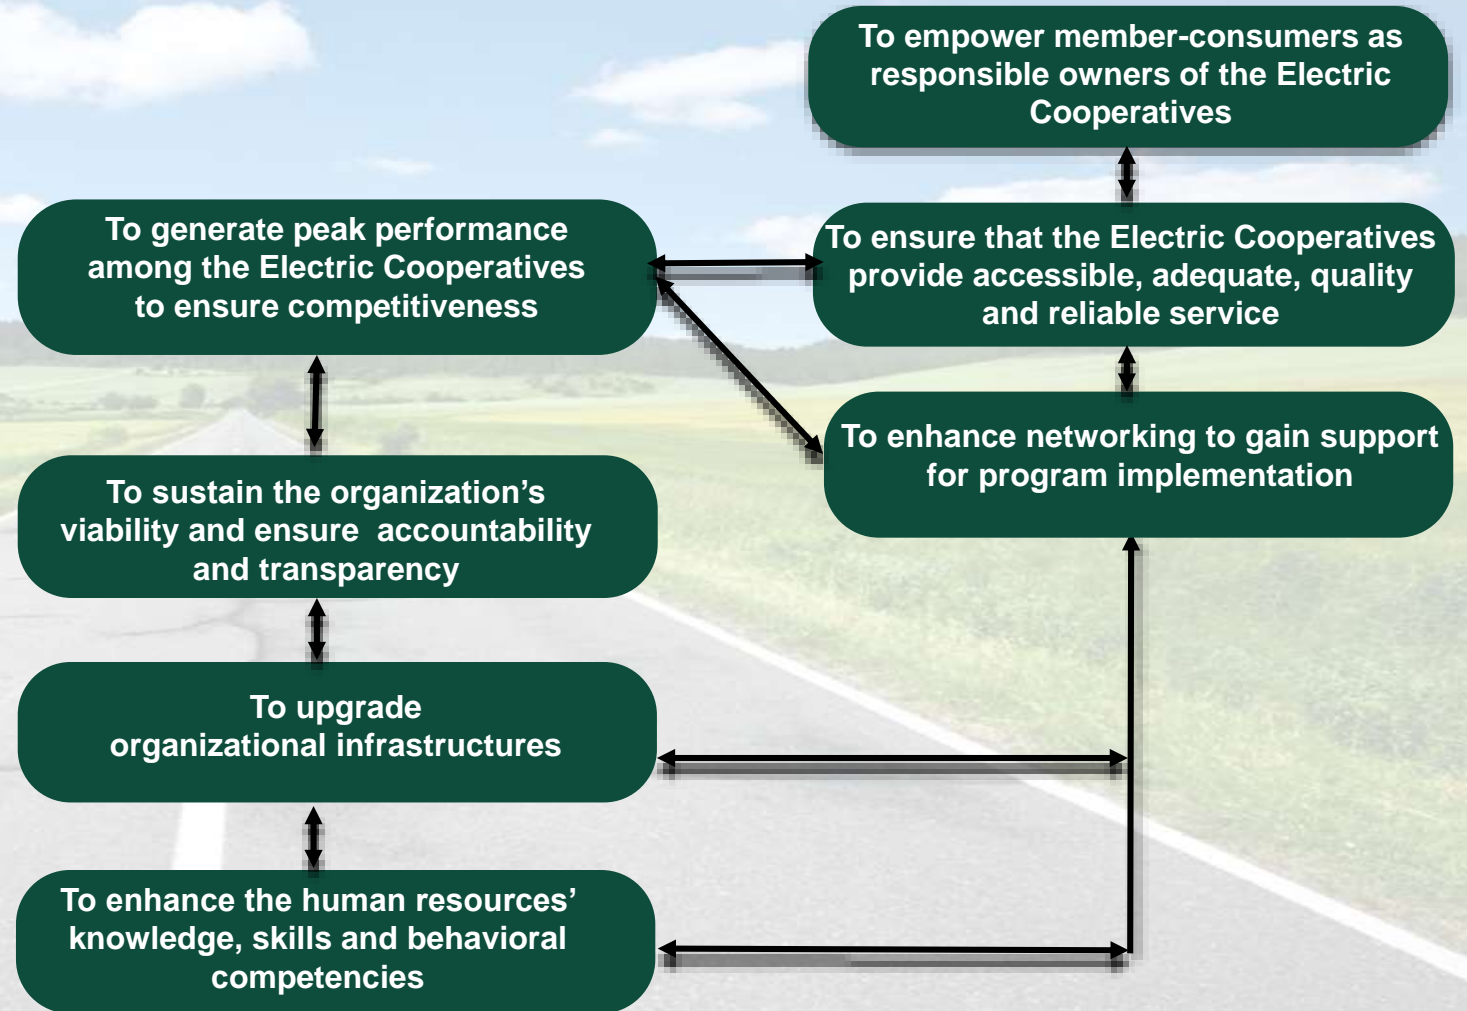 To empower member-consumers as
responsible owners of the Electric
Cooperatives
To generate peak performance
among the Electric Cooperatives
to ensure competitiveness
To ensure that the Electric Cooperatives
provide accessible, adequate, quality
and reliable service
To enhance networking to gain support
for program implementation
To sustain the organization’s
viability and ensure  accountability
and transparency
To upgrade
organizational infrastructures
To enhance the human resources’
knowledge, skills and behavioral
competencies